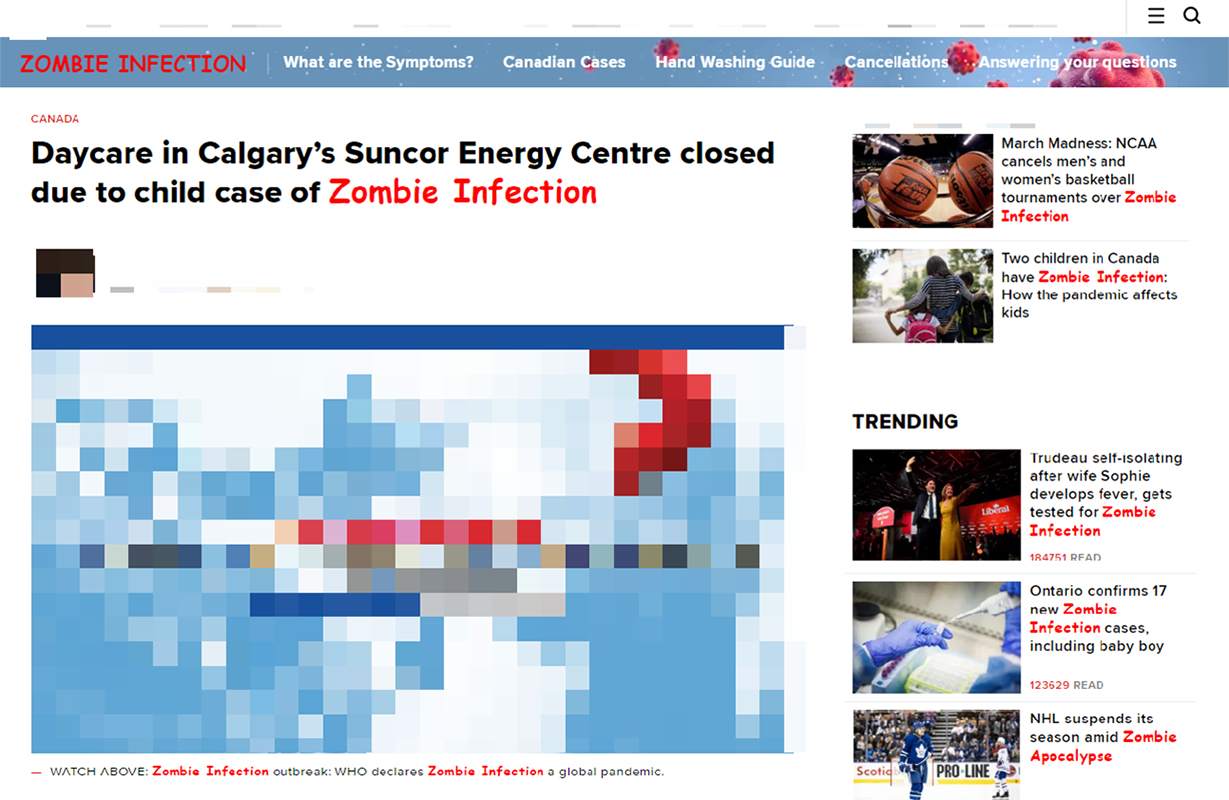 ZOMBIE INFECTION
What are the Symptoms?
Canadian Cases
Hand Washing Guide
Cancellations
Answering your questions
CANADA
Daycare in Calgary's Suncor Energy Centre closed
due to child case of Zombie Infection
— WATCH ABOVE: Zombie Infection outbreak: WHO declares Zombie Infection a global pandemic.
March Madness: NCAA
cancels men's and
women's basketball
tournaments over Zombie
Infection
Two children in Canada
have Zombie Infection:
How the pandemic affects
kids
TRENDING
Trudeau self-isolating
after wife Sophie
develops fever, gets
tested for Zombie
Infection
184751 READ
Liberal
Ontario confirms 17
new Zombie
Infection cases,
including baby boy
123629 READ
NHL suspends its
season amid Zombie
Apocalypse
Scotia
PRO·LINE